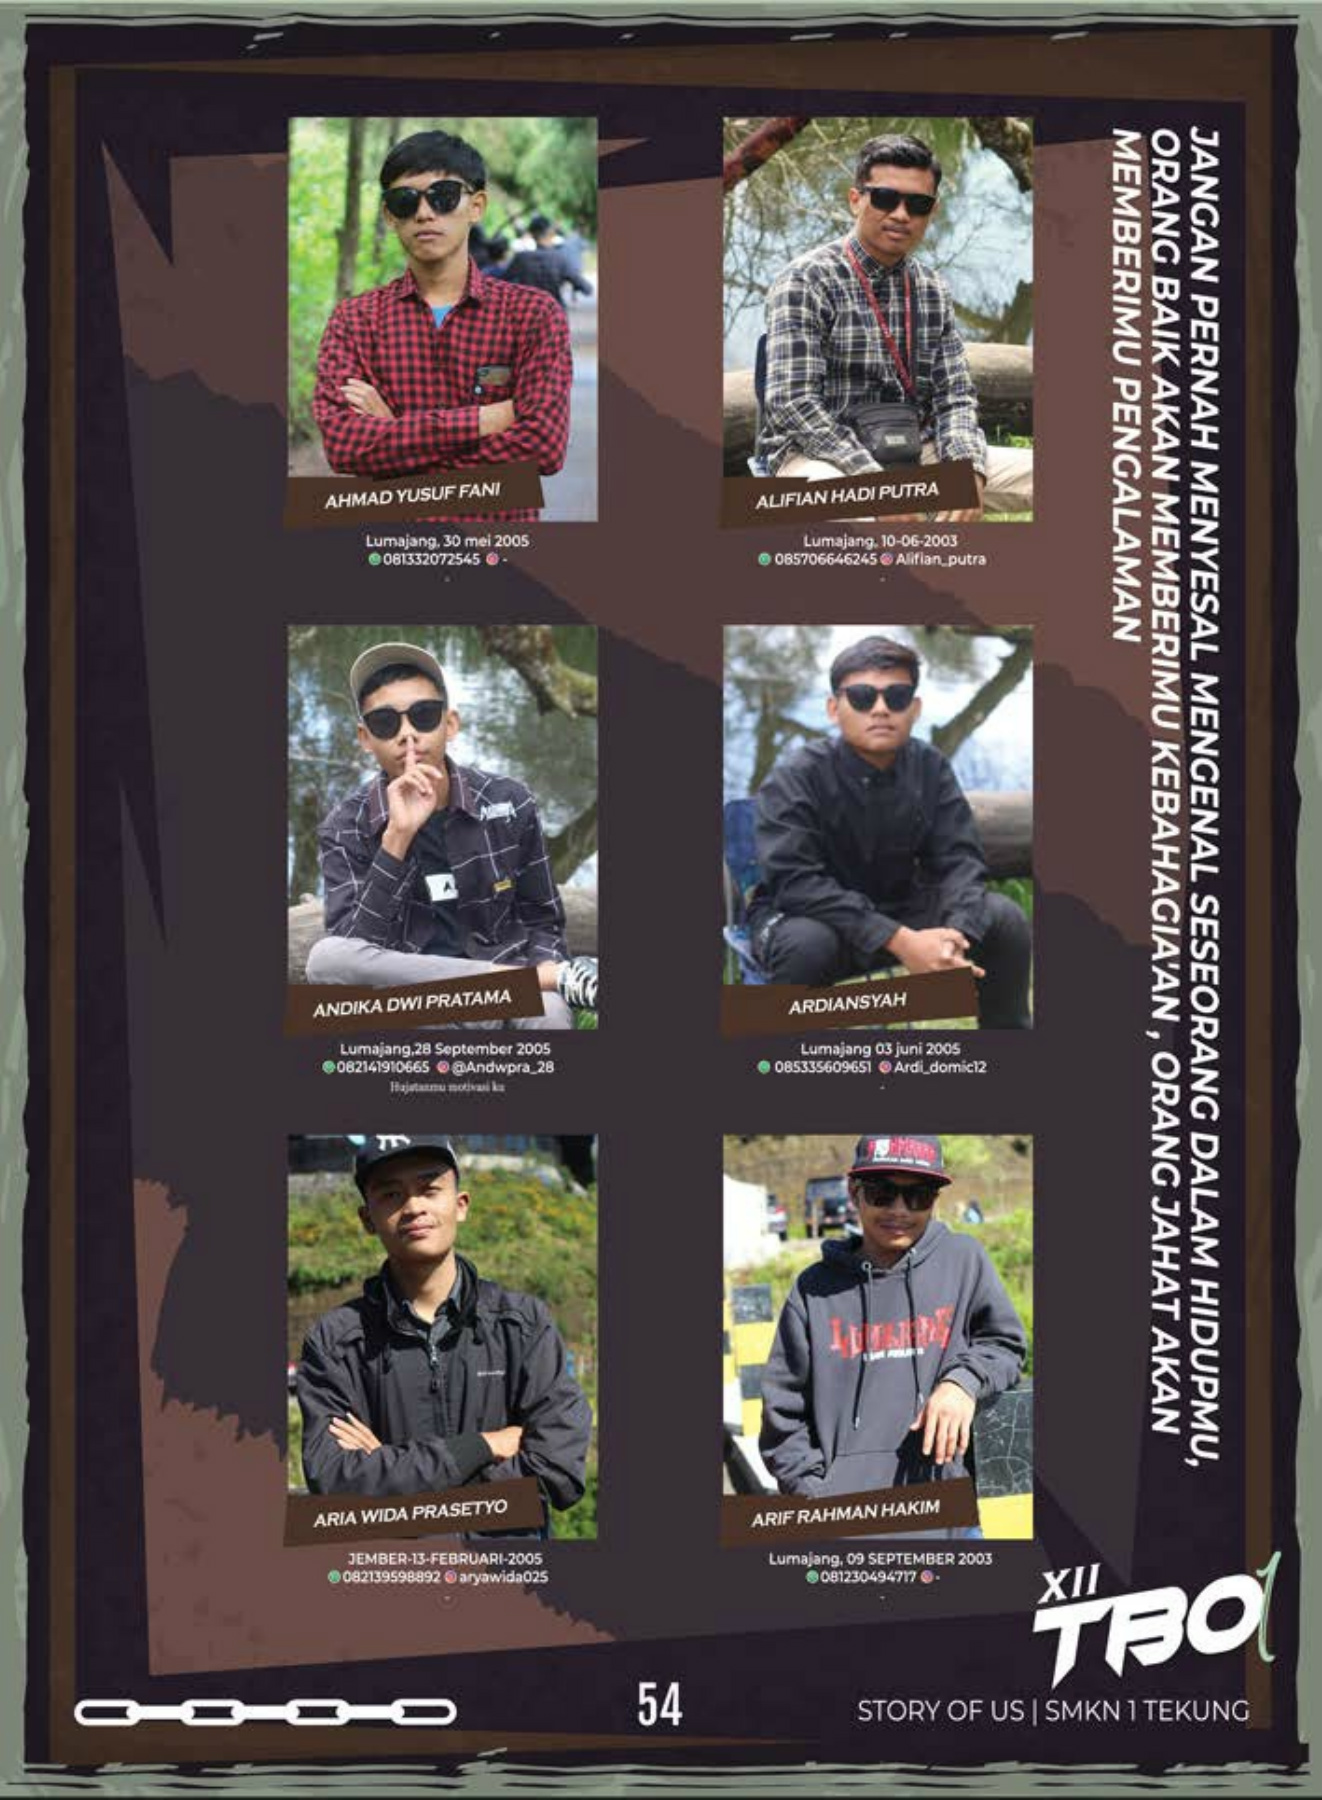 AHMAD YUSUF FANI
Lumajang, 30 mei 2005
081332072545 -
ALIFIAN HADI PUTRA
Lumajang, 10-06-2003
085706646245 Alifian_putra
ANDIKA DWI PRATAMA
Lumajang,28 September 2005
082141910665 @Andwpra_28
Hujatanmu motivasi ku
ARDIANSYAH
Lumajang 03 juni 2005
085335609651 Ardi_domic12
ARIA WIDA PRASETYO
JEMBER-13-FEBRUARI-2005
082139598892 aryawida025
ARIF RAHMAN HAKIM
Lumajang, 09 SEPTEMBER 2003
081230494717 -
JANGAN PERNAH MENYESAL MENGENAL SESEORANG DALAM HIDUPMU,
ORANG BAIK AKAN MEMBERIMU KEBAHAGIA'AN , ORANG JAHAT AKAN
MEMBERIMU PENGALAMAN
XII
TBO1
54
STORY OF US | SMKN 1 TEKUNG